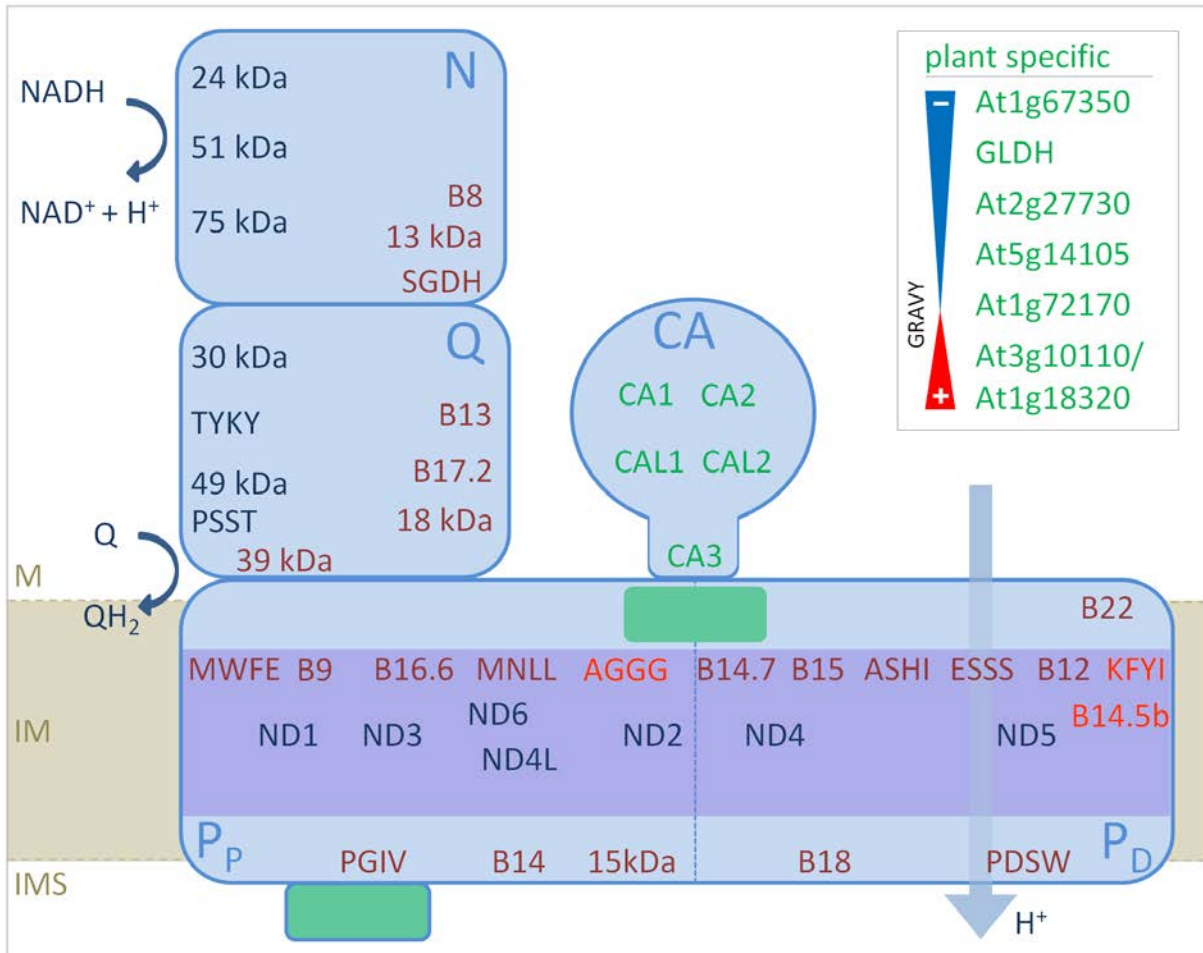 N
24 kDa
NADH
51 kDa
NAD⁺ + H⁺
75 kDa
B8
13 kDa
SGDH
Q
30 kDa
TYKY
B13
49 kDa
B17.2
PSST
18 kDa
39 kDa
Q
QH₂
CA
CA1 CA2
CAL1 CAL2
CA3
plant specific
−
At1g67350
GLDH
At2g27730
At5g14105
At1g72170
At3g10110/
At1g18320
GRAVY
+
M
IM
IMS
B22
MWFE B9 B16.6 MNLL AGGG B14.7 B15 ASHI ESSS B12 KFYI
B14.5b
ND1 ND3 ND6 ND2 ND4 ND5
ND4L
P_P
PGIV B14 15kDa B18 PDSW
P_D
H⁺